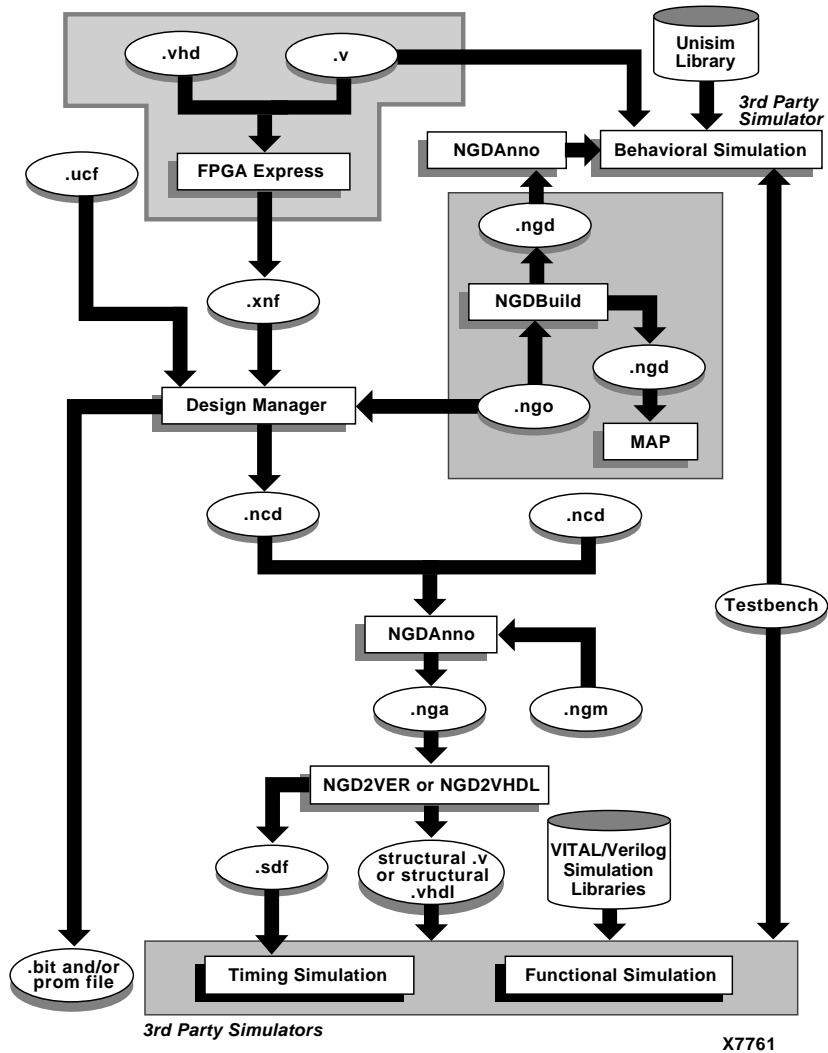 .vhd
.v
Unisim
Library
3rd Party
Simulator
NGDAnno
Behavioral Simulation
FPGA Express
.ucf
.ngd
.xnf
NGDBuild
.ngd
Design Manager
.ngo
MAP
.ncd
.ncd
Testbench
NGDAnno
.nga
.ngm
NGD2VER or NGD2VHDL
.sdf
structural .v
or structural
.vhdl
VITAL/Verilog
Simulation
Libraries
.bit and/or
prom file
Timing Simulation
Functional Simulation
3rd Party Simulators
X7761